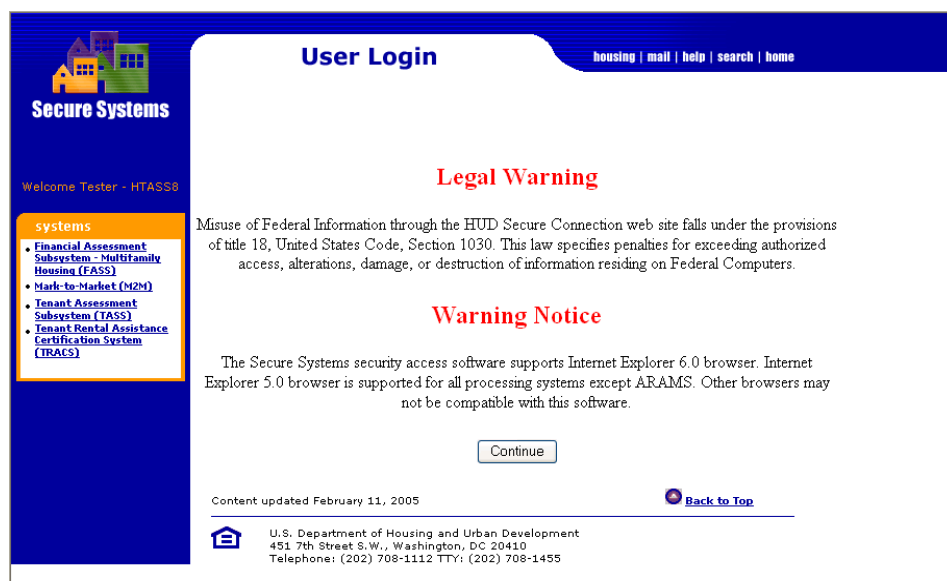 User Login
housing | mail | help | search | home
Secure Systems
Welcome Tester - HTASS8
systems
Financial Assessment
Subsystem - Multifamily
Housing (FASS)
Mark-to-Market (M2M)
Tenant Assessment
Subsystem (TASS)
Tenant Rental Assistance
Certification System
(TRACS)
Legal Warning
Misuse of Federal Information through the HUD Secure Connection web site falls under the provisions
of title 18, United States Code, Section 1030. This law specifies penalties for exceeding authorized
access, alterations, damage, or destruction of information residing on Federal Computers.
Warning Notice
The Secure Systems security access software supports Internet Explorer 6.0 browser. Internet
Explorer 5.0 browser is supported for all processing systems except ARAMS. Other browsers may
not be compatible with this software.
Continue
Content updated February 11, 2005
Back to Top
U.S. Department of Housing and Urban Development
451 7th Street S.W., Washington, DC 20410
Telephone: (202) 708-1112 TTY: (202) 708-1455